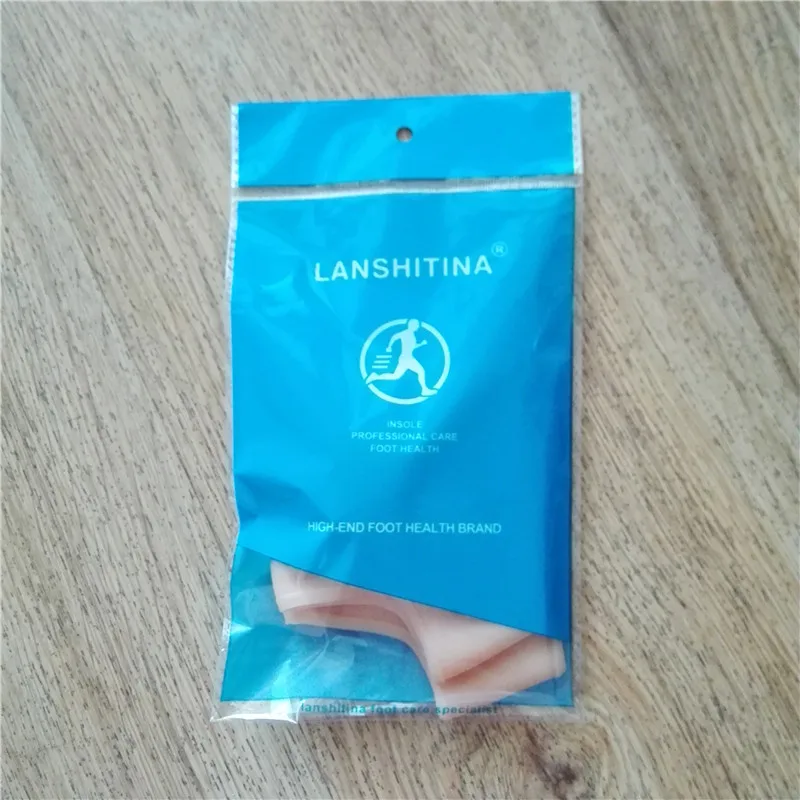 LANSHITINA®
INSOLE
PROFESSIONAL CARE
FOOT HEALTH
HIGH-END FOOT HEALTH BRAND
lanshitina foot care specialist